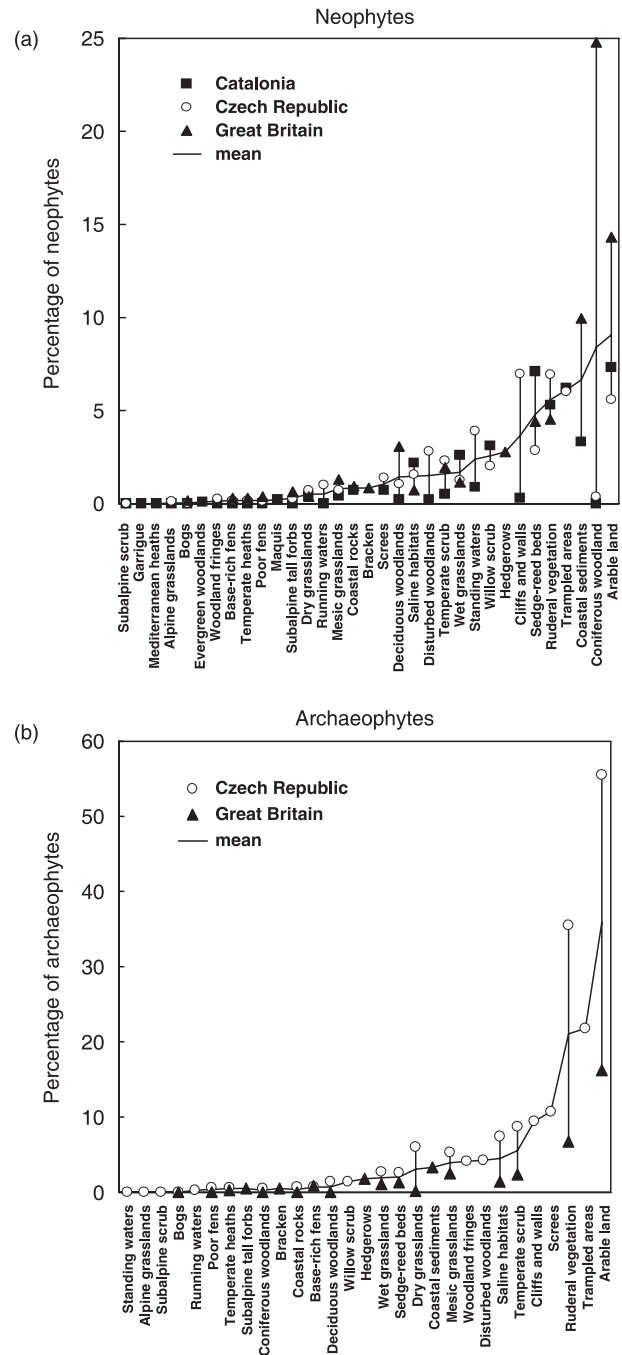 Neophytes
(a)
25
20
15
10
5
0
Percentage of neophytes
Catalonia
Czech Republic
Great Britain
mean
Subalpine scrub
Garrigue
Mediterranean heaths
Alpine grasslands
Bogs
Evergreen woodlands
Woodland fringes
Base-rich fens
Temperate heaths
Poor fens
Maquis
Subalpine tall forbs
Dry grasslands
Running waters
Mesic grasslands
Coastal rocks
Bracken
Screes
Deciduous woodlands
Saline habitats
Disturbed woodlands
Temperate scrub
Wet grasslands
Standing waters
Willow scrub
Hedgerows
Cliffs and walls
Sedge-reed beds
Ruderal vegetation
Trampled areas
Coastal sediments
Coniferous woodland
Arable land
Archaeophytes
(b)
60
50
40
30
20
10
0
Percentage of archaeophytes
Czech Republic
Great Britain
mean
Standing waters
Alpine grasslands
Subalpine scrub
Bogs
Running waters
Poor fens
Temperate heaths
Subalpine tall forbs
Coniferous woodlands
Bracken
Coastal rocks
Base-rich fens
Deciduous woodlands
Willow scrub
Hedgerows
Wet grasslands
Sedge-reed beds
Dry grasslands
Coastal sediments
Mesic grasslands
Woodland fringes
Disturbed woodlands
Saline habitats
Temperate scrub
Cliffs and walls
Screes
Ruderal vegetation
Trampled areas
Arable land